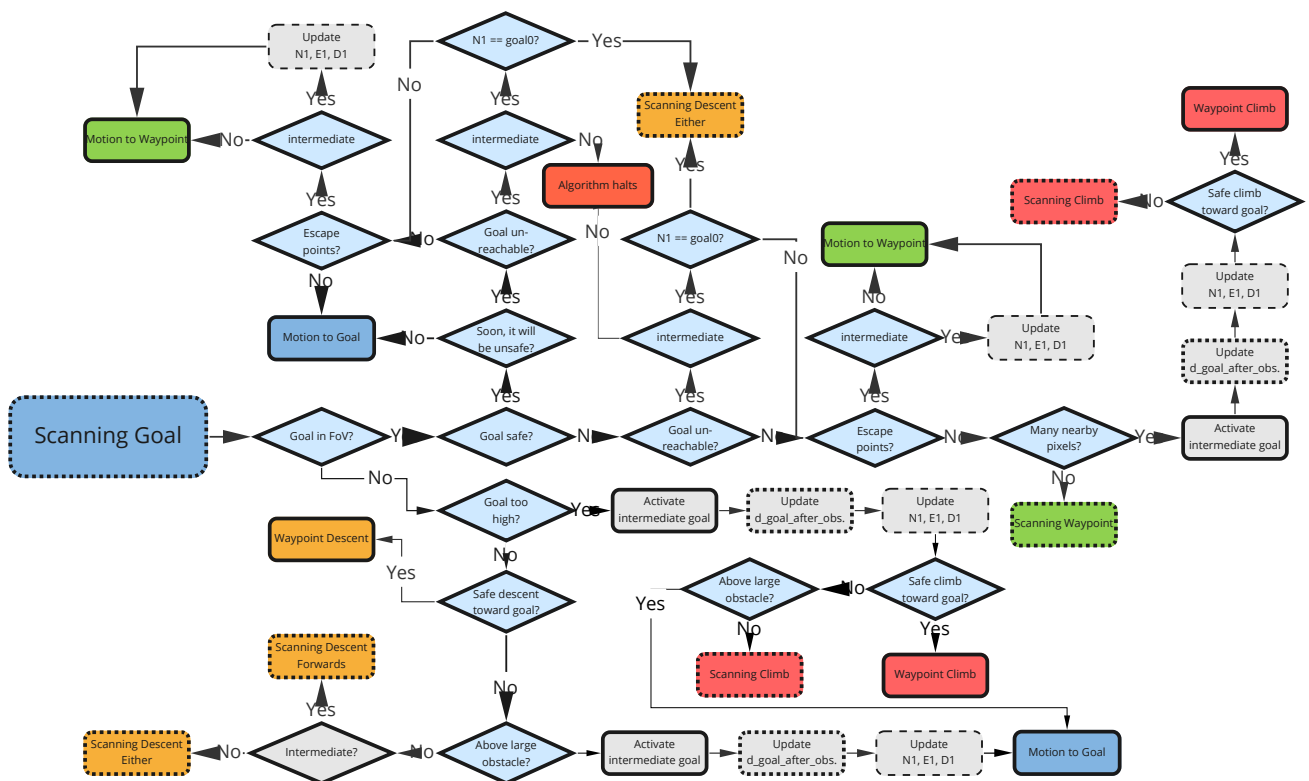 Update
N1, E1, D1
N1 == goal0?
Yes
No
Scanning Descent
Either
Waypoint Climb
Yes
Yes
Motion to Waypoint
No
intermediate
intermediate
No
Algorithm halts
Yes
Yes
Yes
Yes
Safe climb
toward goal?
No
Scanning Climb
Escape
points?
No
Goal un-
reachable?
No
N1 == goal0?
No
Motion to Waypoint
Update
N1, E1, D1
No
Yes
Yes
No
Motion to Goal
No
Soon, it will
be unsafe?
intermediate
intermediate
Ye
Update
N1, E1, D1
Update
d_goal_after_obs.
Yes
Yes
Yes
Scanning Goal
Goal in FoV?
Y
Goal safe?
N
Goal un-
reachable?
N
Escape
points?
No
Many nearby
pixels?
Ye
Activate
intermediate goal
No
Goal too
high?
Yes
Activate
intermediate goal
Update
d_goal_after_obs.
Update
N1, E1, D1
No
Scanning Waypoint
Waypoint Descent
No
Yes
Safe descent
toward goal?
Yes
Above large
obstacle?
No
Safe climb
toward goal?
No
Yes
Scanning Climb
Waypoint Climb
Scanning Descent
Forwards
No
Yes
Scanning Descent
Either
No
Intermediate?
No
Above large
obstacle?
Activate
intermediate goal
Update
d_goal_after_obs.
Update
N1, E1, D1
Motion to Goal